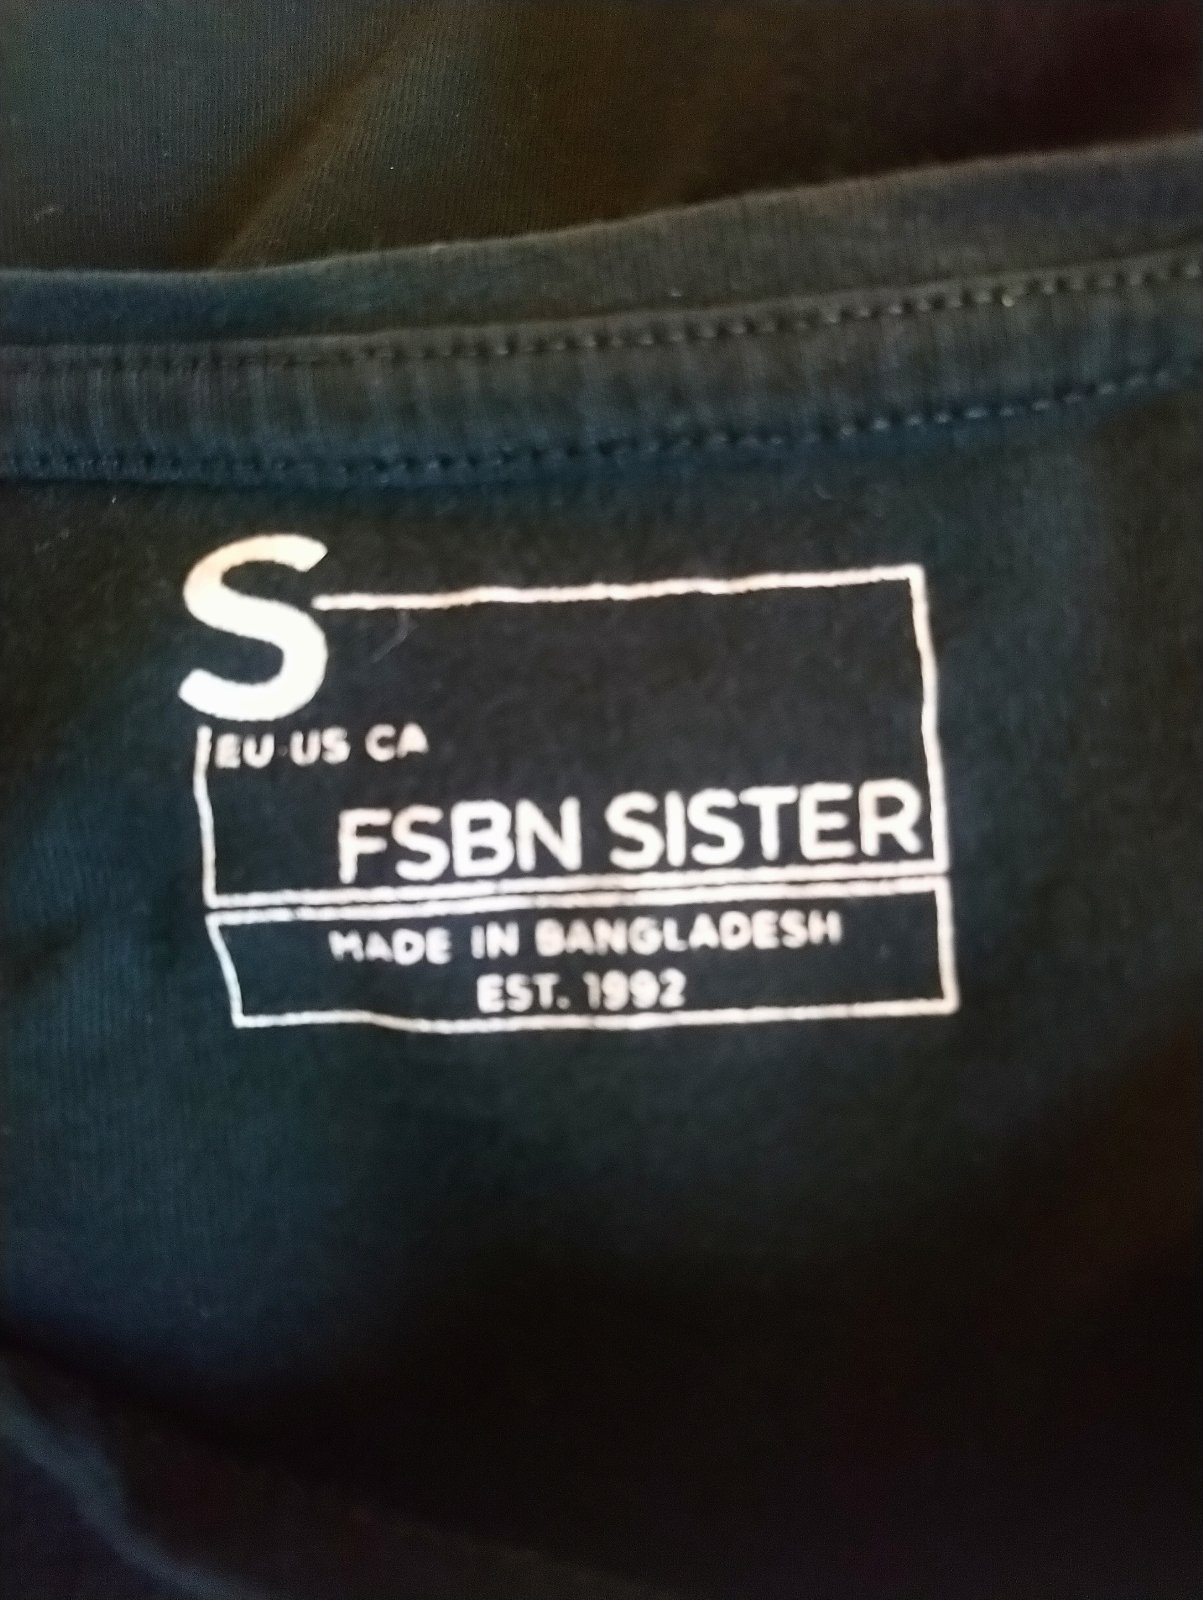 S
EU US CA
FSBN SISTER
MADE IN BANGLADESH
EST. 1992